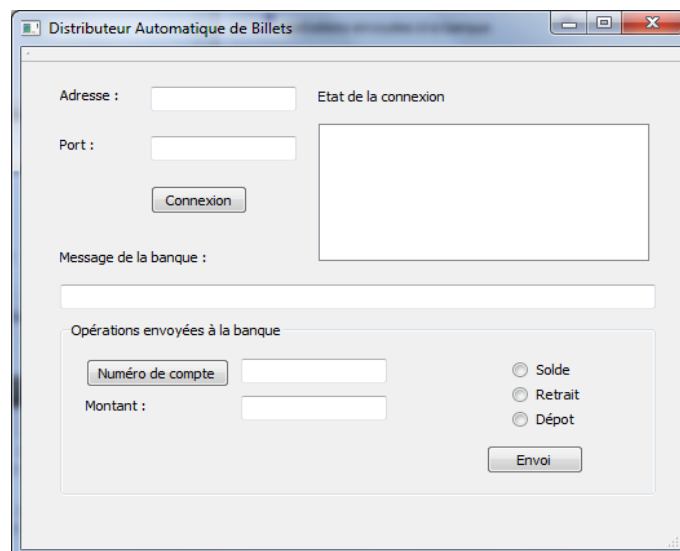 Distributeur Automatique de Billets
Adresse :
Etat de la connexion
Port :
Connexion
Message de la banque :
Opérations envoyées à la banque
Numéro de compte
Solde
Montant :
Retrait
Dépot
Envoi